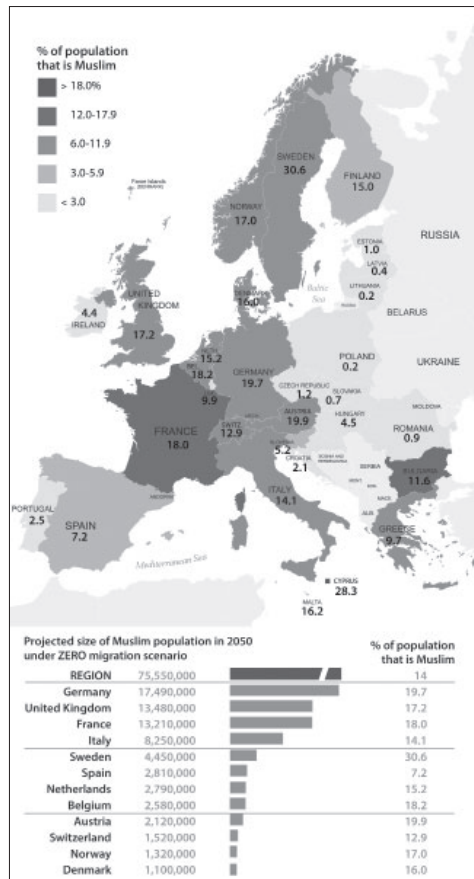 % of population
that is Muslim
> 18.0%
12.0-17.9
6.0-11.9
3.0-5.9
< 3.0
Faroe Islands
(DENMARK)
SWEDEN
30.6
FINLAND
15.0
NORWAY
17.0
RUSSIA
ESTONIA
1.0
LATVIA
0.4
Baltic
Sea
LITHUANIA
0.2
DENMARK
16.0
BELARUS
4.4
IRELAND
UNITED
KINGDOM
17.2
15.2
BEL.
18.2
GERMANY
19.7
POLAND
0.2
UKRAINE
9.9
CZECH REPUBLIC
1.2
SLOVAKIA
0.7
FRANCE
18.0
SWITZ.
12.9
AUSTRIA
19.9
HUNGARY
4.5
MOLDOVA
ROMANIA
0.9
5.2
CROATIA
2.1
SERBIA
BULGARIA
11.6
ANDORRA
ITALY
14.1
ALB.
GREECE
9.7
PORTUGAL
2.5
SPAIN
7.2
Mediterranean Sea
CYPRUS
28.3
MALTA
16.2
Projected size of Muslim population in 2050
under ZERO migration scenario
% of population
that is Muslim
REGION 75,550,000 14
Germany 17,490,000 19.7
United Kingdom 13,480,000 17.2
France 13,210,000 18.0
Italy 8,250,000 14.1
Sweden 4,450,000 30.6
Spain 2,810,000 7.2
Netherlands 2,790,000 15.2
Belgium 2,580,000 18.2
Austria 2,120,000 19.9
Switzerland 1,520,000 12.9
Norway 1,320,000 17.0
Denmark 1,100,000 16.0